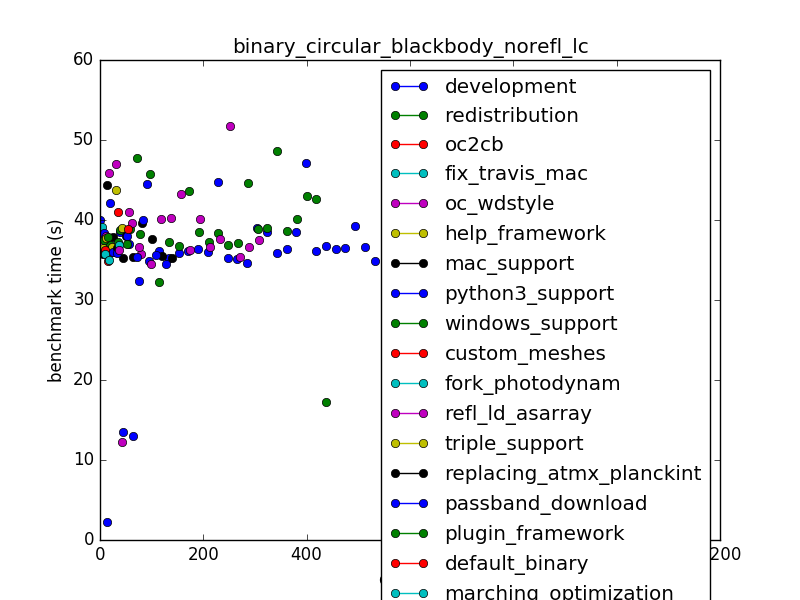 binary_circular_blackbody_norefl_lc
60
50
40
30
20
10
0
benchmark time (s)
0
200
400
200
development
redistribution
oc2cb
fix_travis_mac
oc_wdstyle
help_framework
mac_support
python3_support
windows_support
custom_meshes
fork_photodynam
refl_ld_asarray
triple_support
replacing_atmx_planckint
passband_download
plugin_framework
default_binary
marching_optimization